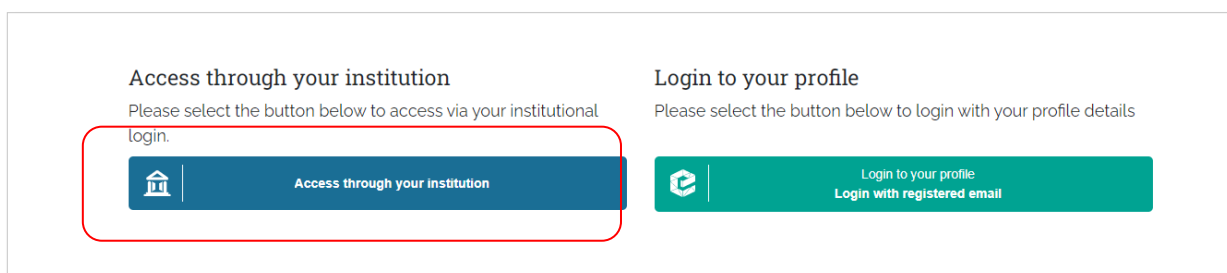 Access through your institution
Please select the button below to access via your institutional
login.
Access through your institution
Login to your profile
Please select the button below to login with your profile details
Login to your profile
Login with registered email